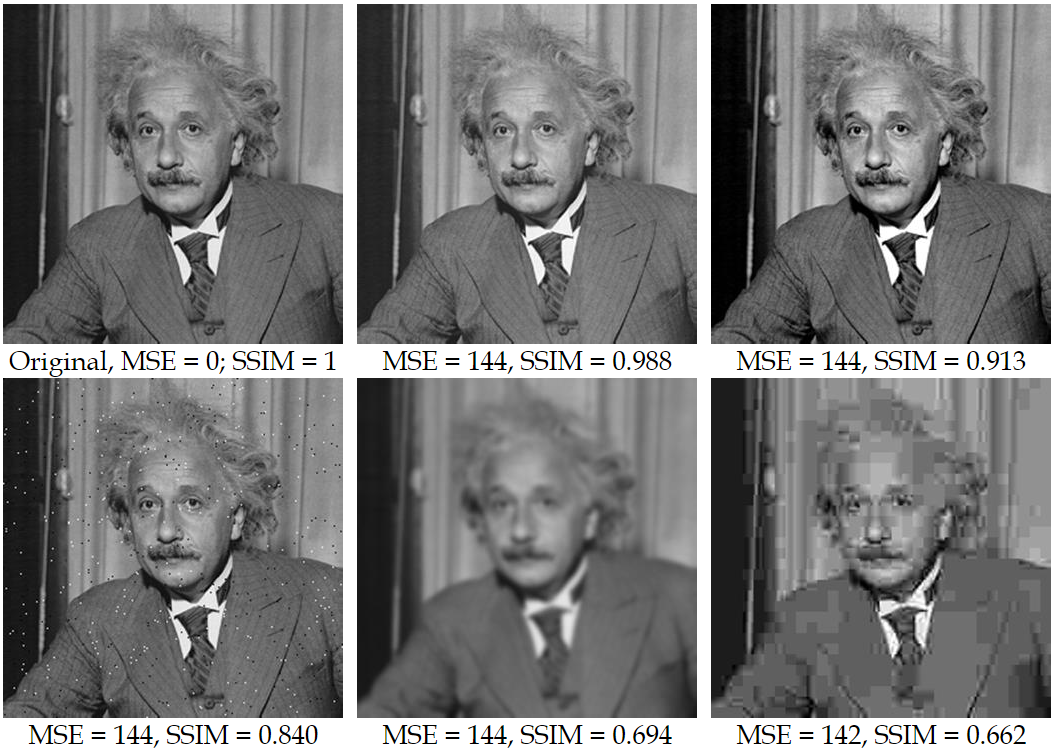 Original, MSE = 0; SSIM = 1
MSE = 144, SSIM = 0.988
MSE = 144, SSIM = 0.913
MSE = 144, SSIM = 0.840
MSE = 144, SSIM = 0.694
MSE = 142, SSIM = 0.662